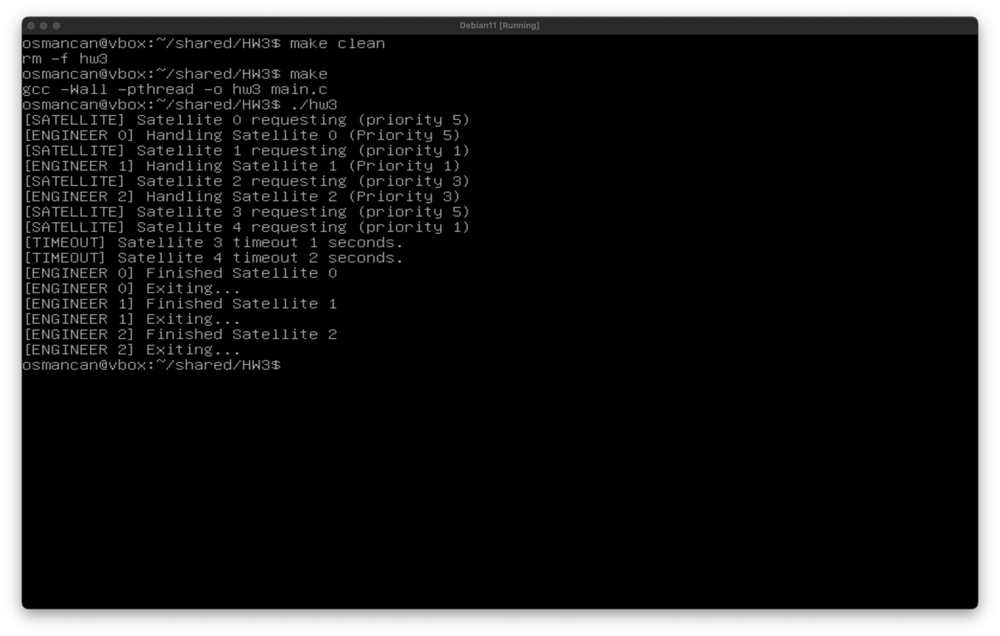 Debian11 [Running]
osmancan@vbox:~/shared/HW3$ make clean
rm -f hw3
osmancan@vbox:~/shared/HW3$ make
gcc -Wall -pthread -o hw3 main.c
osmancan@vbox:~/shared/HW3$ ./hw3
[SATELLITE] Satellite 0 requesting (priority 5)
[ENGINEER 0] Handling Satellite 0 (Priority 5)
[SATELLITE] Satellite 1 requesting (priority 1)
[ENGINEER 1] Handling Satellite 1 (Priority 1)
[SATELLITE] Satellite 2 requesting (priority 3)
[ENGINEER 2] Handling Satellite 2 (Priority 3)
[SATELLITE] Satellite 3 requesting (priority 5)
[SATELLITE] Satellite 4 requesting (priority 1)
[TIMEOUT] Satellite 3 timeout 1 seconds.
[TIMEOUT] Satellite 4 timeout 2 seconds.
[ENGINEER 0] Finished Satellite 0
[ENGINEER 0] Exiting...
[ENGINEER 1] Finished Satellite 1
[ENGINEER 1] Exiting...
[ENGINEER 2] Finished Satellite 2
[ENGINEER 2] Exiting...
osmancan@vbox:~/shared/HW3$